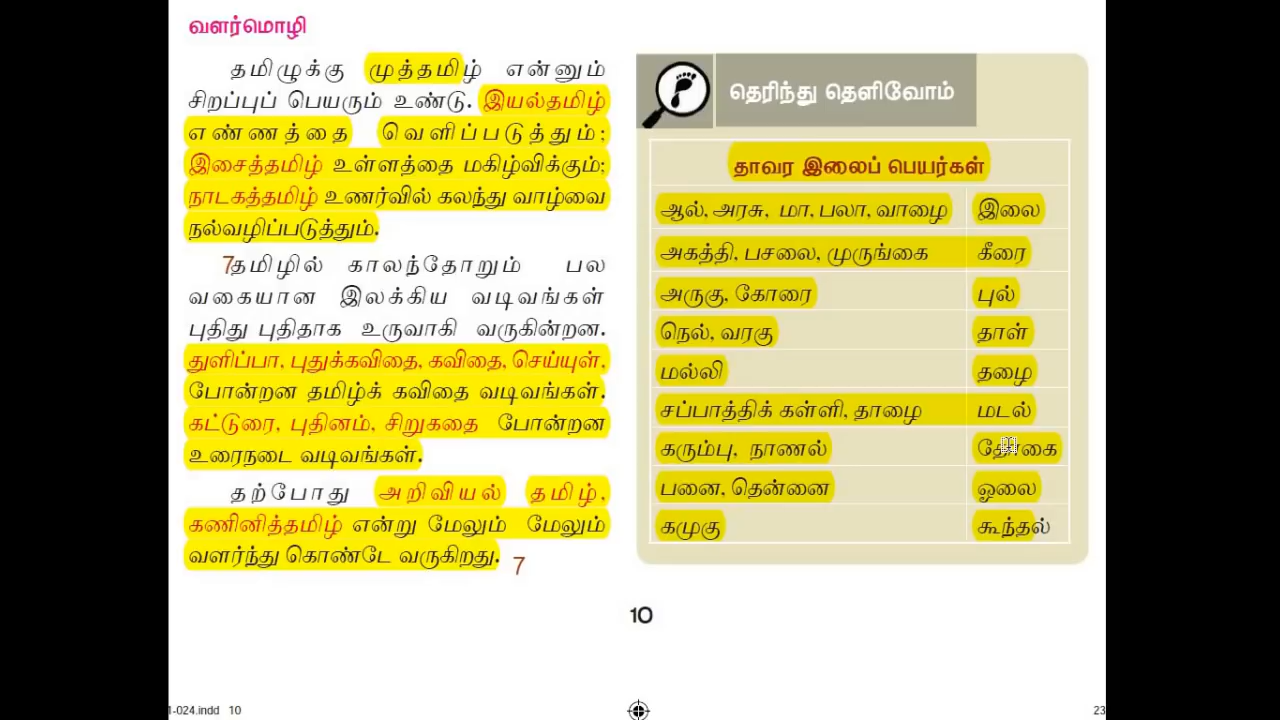 வளர்மொழி
தமிழுக்கு முத்தமிழ் என்னும்
சிறப்புப் பெயரும் உண்டு. இயல்தமிழ்
எண்ணத்தை வெளிப்படுத்தும்;
இசைத்தமிழ் உள்ளத்தை மகிழ்விக்கும்;
நாடகத்தமிழ் உணர்வில் கலந்து வாழ்வை
நல்வழிப்படுத்தும்.
7தமிழில் காலந்தோறும் பல
வகையான இலக்கிய வடிவங்கள்
புதிது புதிதாக உருவாகி வருகின்றன.
துளிப்பா, புதுக்கவிதை, கவிதை, செய்யுள்,
போன்றன தமிழ்க் கவிதை வடிவங்கள்.
கட்டுரை, புதினம், சிறுகதை போன்றன
உரைநடை வடிவங்கள்.
தற்போது அறிவியல் தமிழ்,
கணினித்தமிழ் என்று மேலும் மேலும்
வளர்ந்து கொண்டே வருகிறது. 7
தெரிந்து தெளிவோம்
தாவர இலைப் பெயர்கள்
ஆல், அரசு, மா, பலா, வாழை இலை
அகத்தி, பசலை, முருங்கை கீரை
அருகு, கோரை புல்
நெல், வரகு தாள்
மல்லி தழை
சப்பாத்திக் கள்ளி, தாழை மடல்
கரும்பு, நாணல் தோகை
பனை, தென்னை ஓலை
கமுகு கூந்தல்
10
1-024.indd 10
23